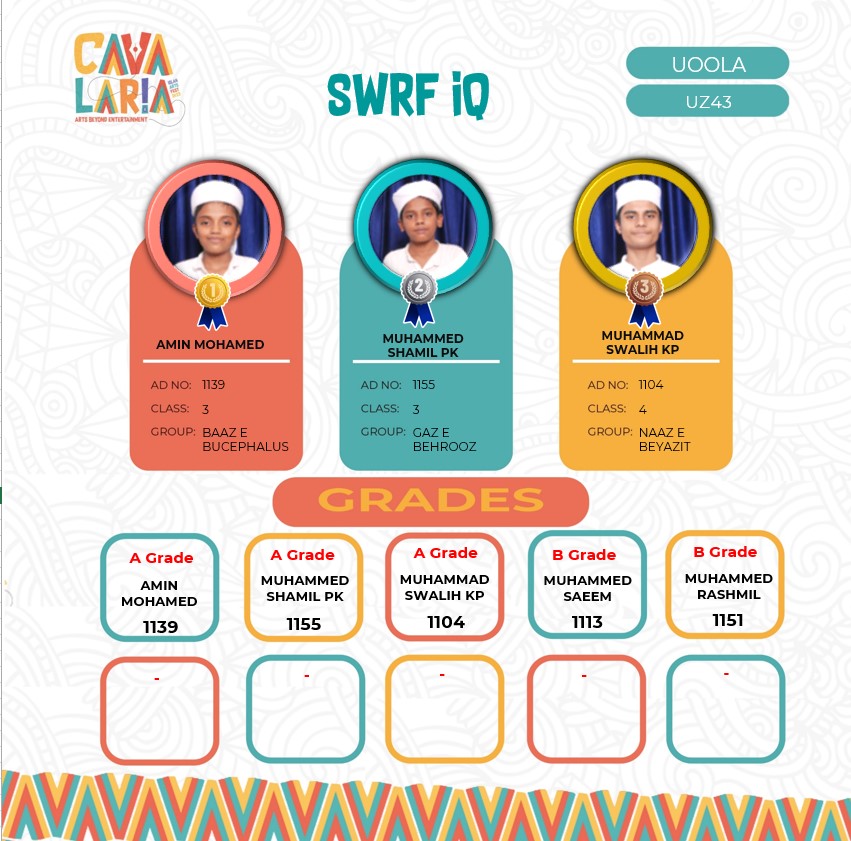 CAVA
LARIA
ARTS BEYOND ENTERTAINMENT
SWRF iQ
UOOLA
UZ43
1
AMIN MOHAMED
AD NO: 1139
CLASS: 3
GROUP: BAAZ E
BUCEPHALUS
2
MUHAMMED
SHAMIL PK
AD NO: 1155
CLASS: 3
GROUP: GAZ E
BEHROOZ
3
MUHAMMAD
SWALIH KP
AD NO: 1104
CLASS: 4
GROUP: NAAZ E
BEYAZIT
GRADES
A Grade
AMIN
MOHAMED
1139
A Grade
MUHAMMED
SHAMIL PK
1155
A Grade
MUHAMMAD
SWALIH KP
1104
B Grade
MUHAMMED
SAEEM
1113
B Grade
MUHAMMED
RASHMIL
1151
-
-
-
-
-